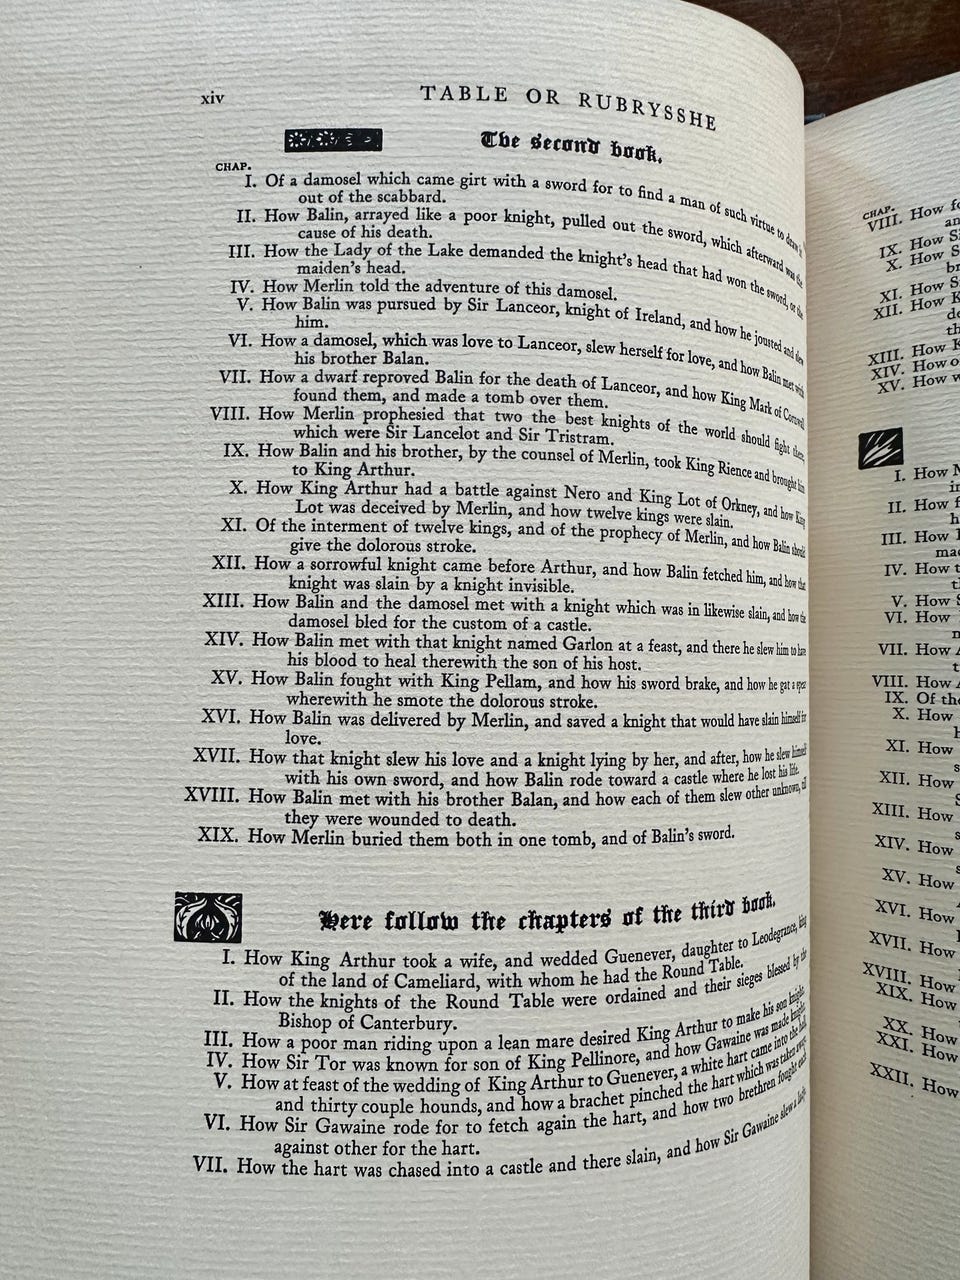 xiv
TABLE OR RUBRYSSHE
The second book.
CHAP.
I. Of a damosel which came girt with a sword for to find a man of such virtue to draw it
out of the scabbard.
II. How Balin, arrayed like a poor knight, pulled out the sword, which afterward was the
cause of his death.
III. How the Lady of the Lake demanded the knight's head that had won the sword, or the
maiden's head.
IV. How Merlin told the adventure of this damosel.
V. How Balin was pursued by Sir Lanceor, knight of Ireland, and how he jousted and slew
him.
VI. How a damosel, which was love to Lanceor, slew herself for love, and how Balin met with
his brother Balan.
VII. How a dwarf reproved Balin for the death of Lanceor, and how King Mark of Cornwall
found them, and made a tomb over them.
VIII. How Merlin prophesied that two the best knights of the world should fight there,
which were Sir Lancelot and Sir Tristram.
IX. How Balin and his brother, by the counsel of Merlin, took King Rience and brought him
to King Arthur.
X. How King Arthur had a battle against Nero and King Lot of Orkney, and how King
Lot was deceived by Merlin, and how twelve kings were slain.
XI. Of the interment of twelve kings, and of the prophecy of Merlin, and how Balin should
give the dolorous stroke.
XII. How a sorrowful knight came before Arthur, and how Balin fetched him, and how that
knight was slain by a knight invisible.
XIII. How Balin and the damosel met with a knight which was in likewise slain, and how the
damosel bled for the custom of a castle.
XIV. How Balin met with that knight named Garlon at a feast, and there he slew him to have
his blood to heal therewith the son of his host.
XV. How Balin fought with King Pellam, and how his sword brake, and how he gat a spear
wherewith he smote the dolorous stroke.
XVI. How Balin was delivered by Merlin, and saved a knight that would have slain himself for
love.
XVII. How that knight slew his love and a knight lying by her, and after, how he slew himself
with his own sword, and how Balin rode toward a castle where he lost his life.
XVIII. How Balin met with his brother Balan, and how each of them slew other unknown, till
they were wounded to death.
XIX. How Merlin buried them both in one tomb, and of Balin's sword.
Here follow the chapters of the third book.
I. How King Arthur took a wife, and wedded Guenever, daughter to Leodegrance, king
of the land of Cameliard, with whom he had the Round Table.
II. How the knights of the Round Table were ordained and their sieges blessed by the
Bishop of Canterbury.
III. How a poor man riding upon a lean mare desired King Arthur to make his son knight.
IV. How Sir Tor was known for son of King Pellinore, and how Gawaine was made knight.
V. How at feast of the wedding of King Arthur to Guenever, a white hart came into the hall,
and thirty couple hounds, and how a brachet pinched the hart which was taken away.
VI. How Sir Gawaine rode for to fetch again the hart, and how two brethren fought each
against other for the hart.
VII. How the hart was chased into a castle and there slain, and how Sir Gawaine slew a lady.
CHAP.
VIII. How
IX. How
X. How
XI. How
XII. How
XIII. How
XIV. How
XV. How
I. How
II. How
III. How
IV. How
V. How
VI. How
VII. How
VIII. How
IX. Of
X. How
XI. How
XII. How
XIII. How
XIV. How
XV. How
XVI. How
XVII. How
XVIII. How
XIX. How
XX. How
XXI. How
XXII. How